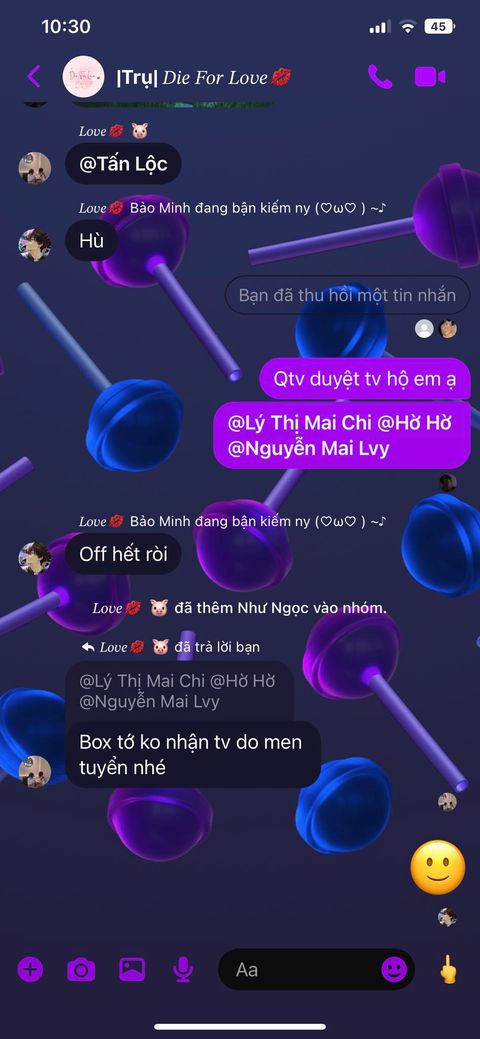 10:30
45
|Trụ| Die For Love💋
Love💋 🐷
@Tấn Lộc
Love💋 Bảo Minh đang bận kiếm ny (♡ω♡ ) ~♪
Hù
Bạn đã thu hồi một tin nhắn
Qtv duyệt tv hộ em ạ
@Lý Thị Mai Chi @Hờ Hờ
@Nguyễn Mai Lvy
Love💋 Bảo Minh đang bận kiếm ny (♡ω♡ ) ~♪
Off hết ròi
Love💋 🐷 đã thêm Như Ngọc vào nhóm.
Love💋 🐷 đã trả lời bạn
@Lý Thị Mai Chi @Hờ Hờ
@Nguyễn Mai Lvy
Box tớ ko nhận tv do men
tuyển nhé
Aa